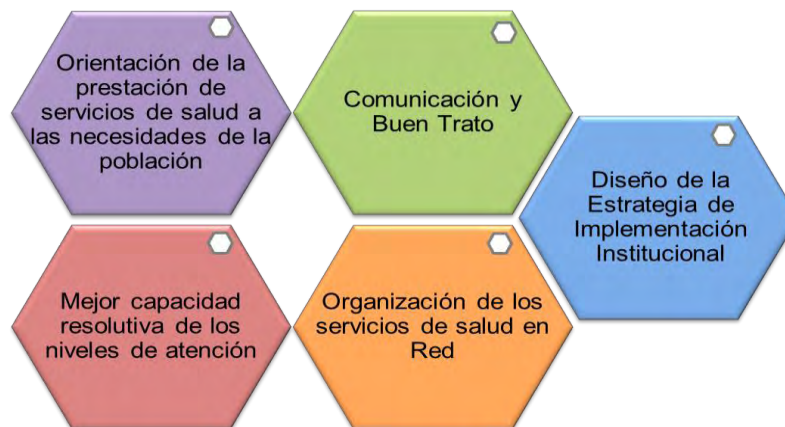 Orientación de la
prestación de
servicios de salud a
las necesidades de la
población
Comunicación y
Buen Trato
Diseño de la
Estrategia de
Implementación
Institucional
Mejor capacidad
resolutiva de los
niveles de atención
Organización de los
servicios de salud en
Red